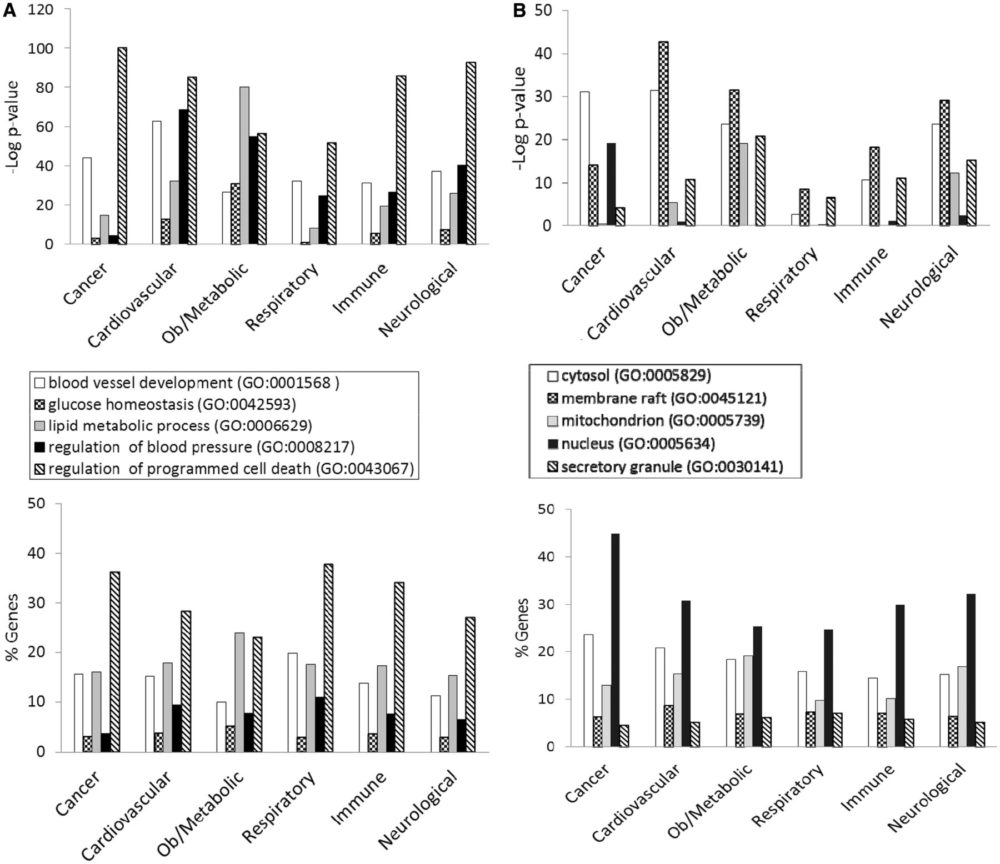 A
120
100
80
60
40
20
0
-Log p-value
Cancer
Cardiovascular
Ob/Metabolic
Respiratory
Immune
Neurological
blood vessel development (GO:0001568 )
glucose homeostasis (GO:0042593)
lipid metabolic process (GO:0006629)
regulation of blood pressure (GO:0008217)
regulation of programmed cell death (GO:0043067)
50
40
30
20
10
0
% Genes
Cancer
Cardiovascular
Ob/Metabolic
Respiratory
Immune
Neurological
B
50
40
30
20
10
0
-Log p-value
Cancer
Cardiovascular
Ob/Metabolic
Respiratory
Immune
Neurological
cytosol (GO:0005829)
membrane raft (GO:0045121)
mitochondrion (GO:0005739)
nucleus (GO:0005634)
secretory granule (GO:0030141)
50
40
30
20
10
0
% Genes
Cancer
Cardiovascular
Ob/Metabolic
Respiratory
Immune
Neurological